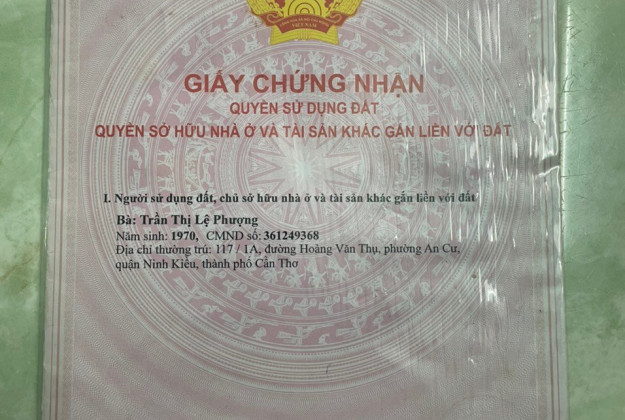 VIỆT NAM
GIẤY CHỨNG NHẬN
QUYỀN SỬ DỤNG ĐẤT
QUYỀN SỞ HỮU NHÀ Ở VÀ TÀI SẢN KHÁC GẮN LIỀN VỚI ĐẤT
I. Người sử dụng đất, chủ sở hữu nhà ở và tài sản khác gắn liền với đất
Bà: Trần Thị Lệ Phượng
Năm sinh: 1970, CMND số: 361249368
Địa chỉ thường trú: 117 / 1A, đường Hoàng Văn Thụ, phường An Cư,
quận Ninh Kiều, thành phố Cần Thơ